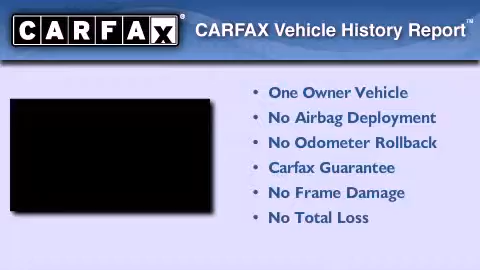 CARFAX® CARFAX Vehicle History Report™
• One Owner Vehicle
• No Airbag Deployment
• No Odometer Rollback
• Carfax Guarantee
• No Frame Damage
• No Total Loss